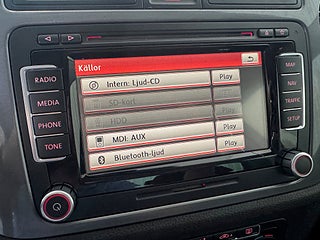 Källor
RADIO
MEDIA
PHONE
TONE
Intern: Ljud-CD Play
SD-kort
HDD
MDI: AUX Play
Bluetooth-ljud Play
MAP
NAV
TRAFFIC
SETUP